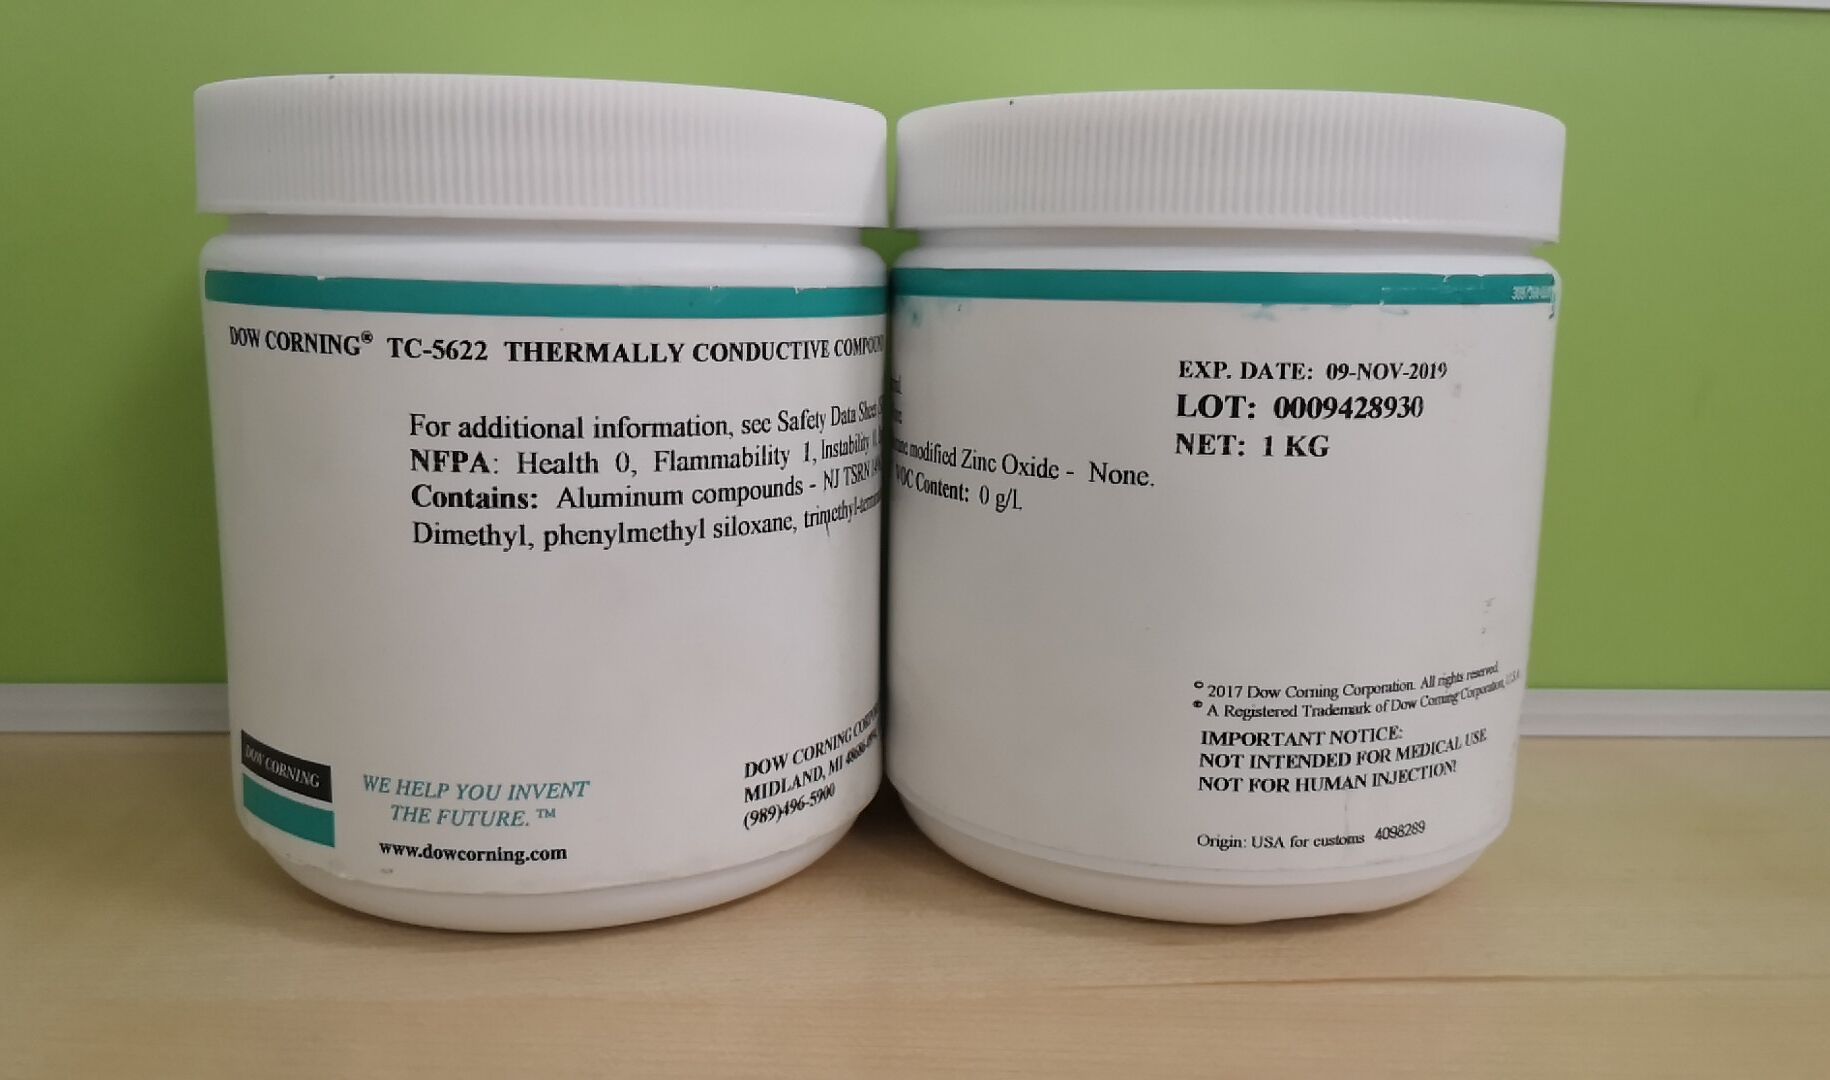 DOW CORNING® TC-5622 THERMALLY CONDUCTIVE COMPOUND
For additional information, see Safety Data Sheet
NFPA: Health 0, Flammability 1, Instability 0,
Contains: Aluminum compounds - NJ TSRN
Dimethyl, phenylmethyl siloxane, trimethyl-
DOW CORNING
WE HELP YOU INVENT
THE FUTURE.™
www.dowcorning.com
DOW CORNING
MIDLAND, MI
(989)496-5900
modified Zinc Oxide - None.
VOC Content: 0 g/L
EXP. DATE: 09-NOV-2019
LOT: 0009428930
NET: 1 KG
© 2017 Dow Corning Corporation. All rights reserved.
® A Registered Trademark of Dow Corning Corporation, U.S.A.
IMPORTANT NOTICE:
NOT INTENDED FOR MEDICAL USE.
NOT FOR HUMAN INJECTION!
Origin: USA for customs 4098289